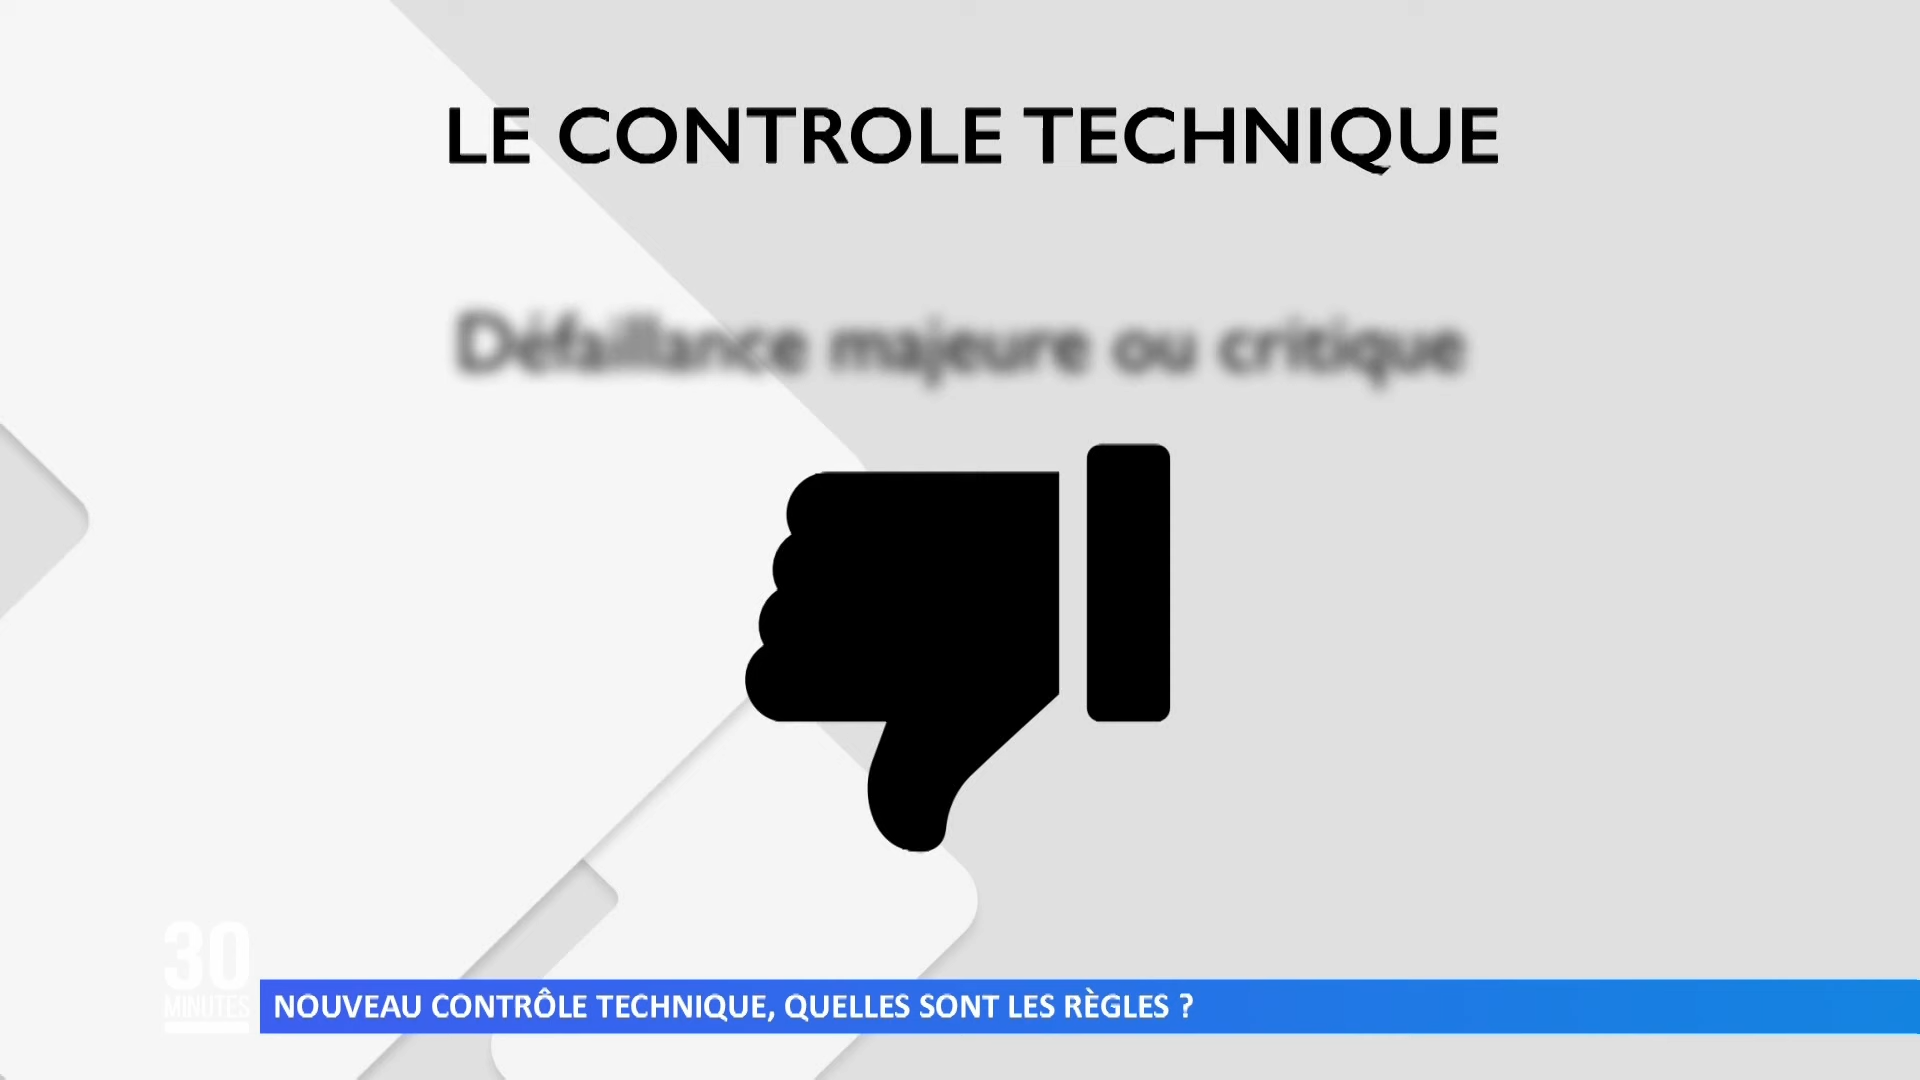 LE CONTROLE TECHNIQUE
Défaillance majeure ou critique
30
MINUTES
NOUVEAU CONTRÔLE TECHNIQUE, QUELLES SONT LES RÈGLES ?